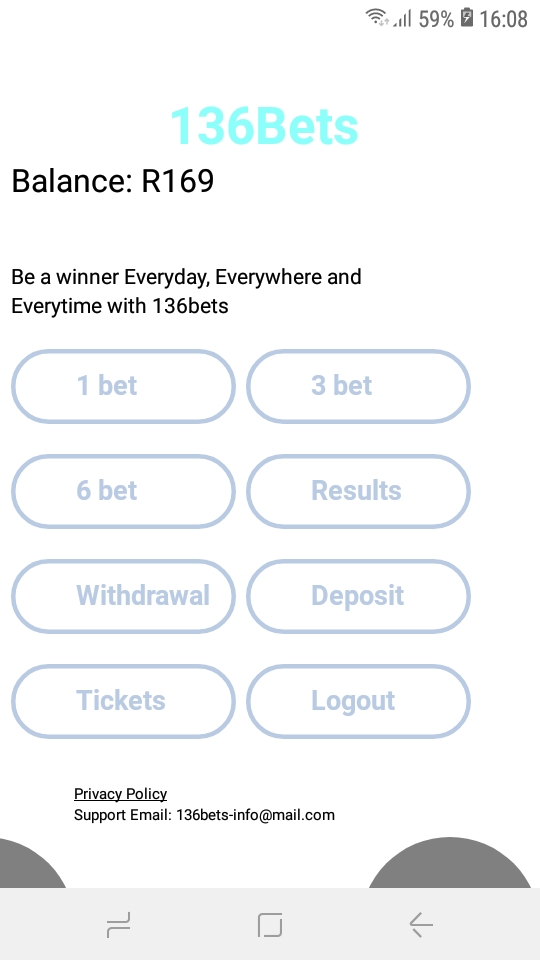 59% 16:08
136Bets
Balance: R169
Be a winner Everyday, Everywhere and
Everytime with 136bets
1 bet 3 bet
6 bet Results
Withdrawal Deposit
Tickets Logout
Privacy Policy
Support Email: 136bets-info@mail.com